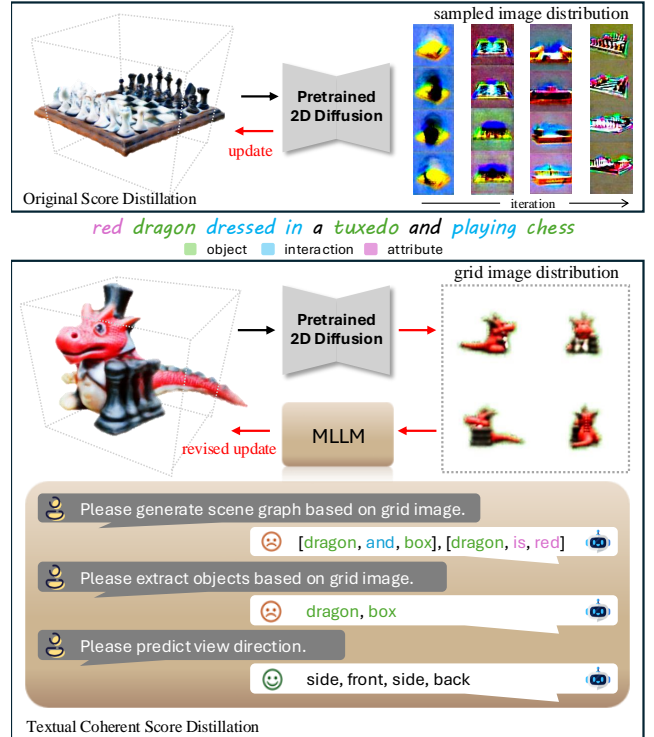 sampled image distribution
Pretrained
2D Diffusion
update
Original Score Distillation
iteration
red dragon dressed in a tuxedo and playing chess
object interaction attribute
grid image distribution
Pretrained
2D Diffusion
MLLM
revised update
Please generate scene graph based on grid image.
[dragon, and, box], [dragon, is, red]
Please extract objects based on grid image.
dragon, box
Please predict view direction.
side, front, side, back
Textual Coherent Score Distillation